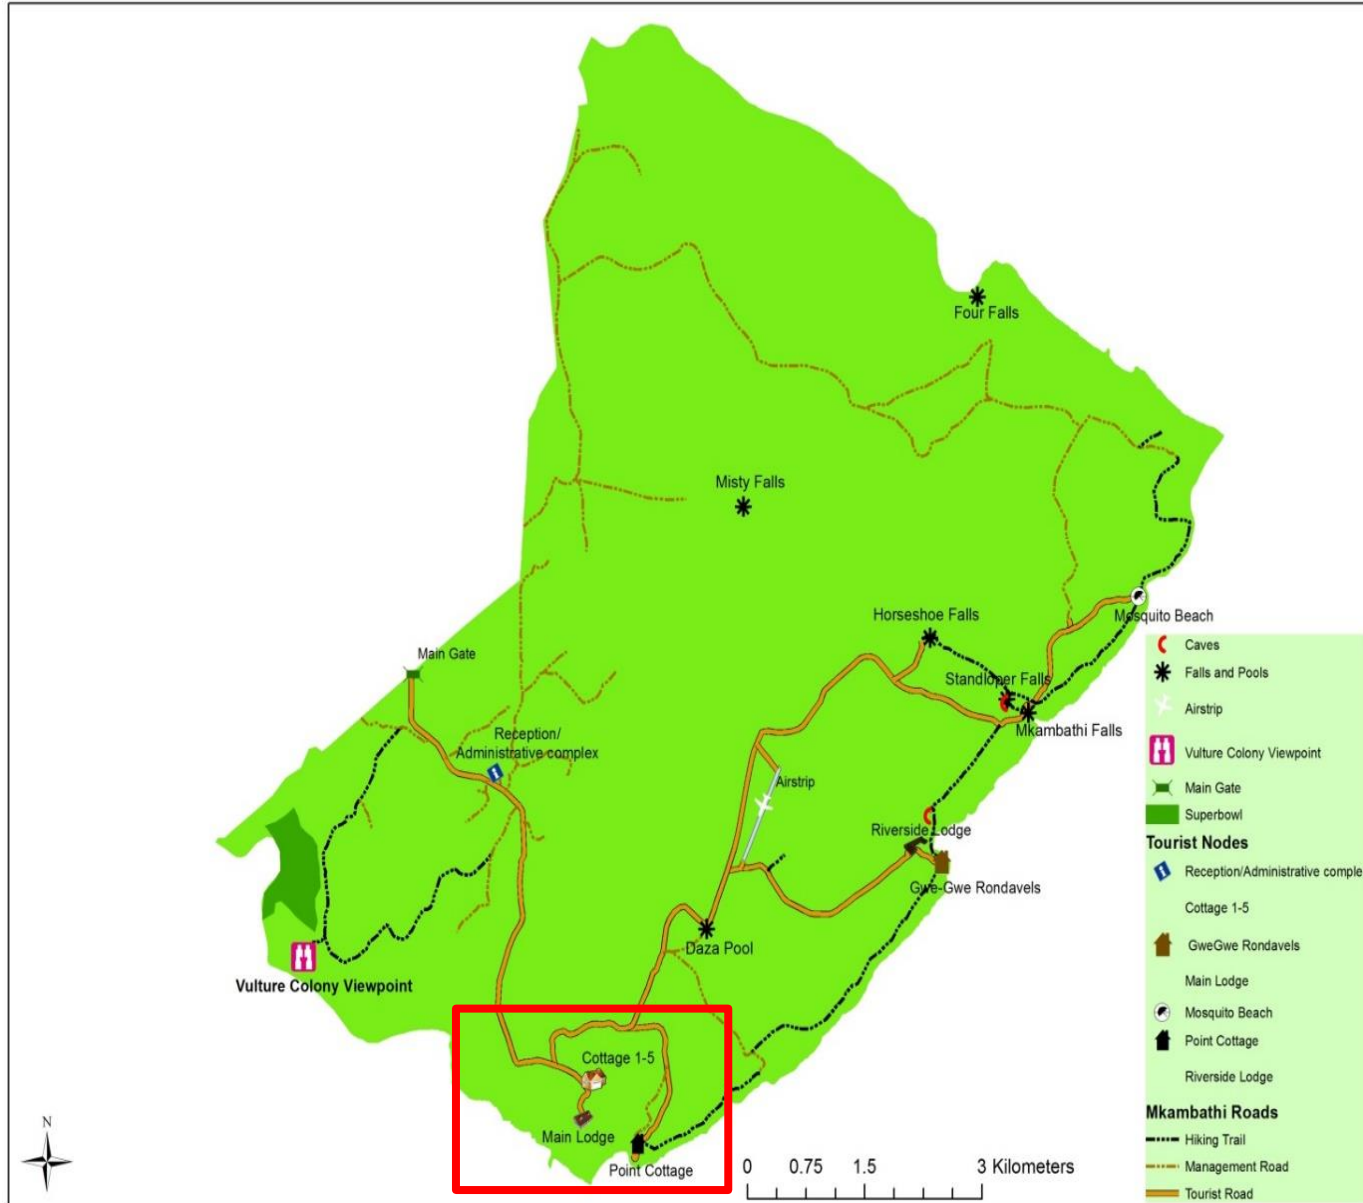 Four Falls
Misty Falls
Horseshoe Falls
Mosquito Beach
Main Gate
Standloper Falls
Mkambathi Falls
Reception/
Administrative complex
Airstrip
Riverside Lodge
Gwe-Gwe Rondavels
Daza Pool
Vulture Colony Viewpoint
Cottage 1-5
Main Lodge
Point Cottage
N
0 0.75 1.5 3 Kilometers
Caves
Falls and Pools
Airstrip
Vulture Colony Viewpoint
Main Gate
Superbowl
Tourist Nodes
Reception/Administrative comple
Cottage 1-5
GweGwe Rondavels
Main Lodge
Mosquito Beach
Point Cottage
Riverside Lodge
Mkambathi Roads
Hiking Trail
Management Road
Tourist Road